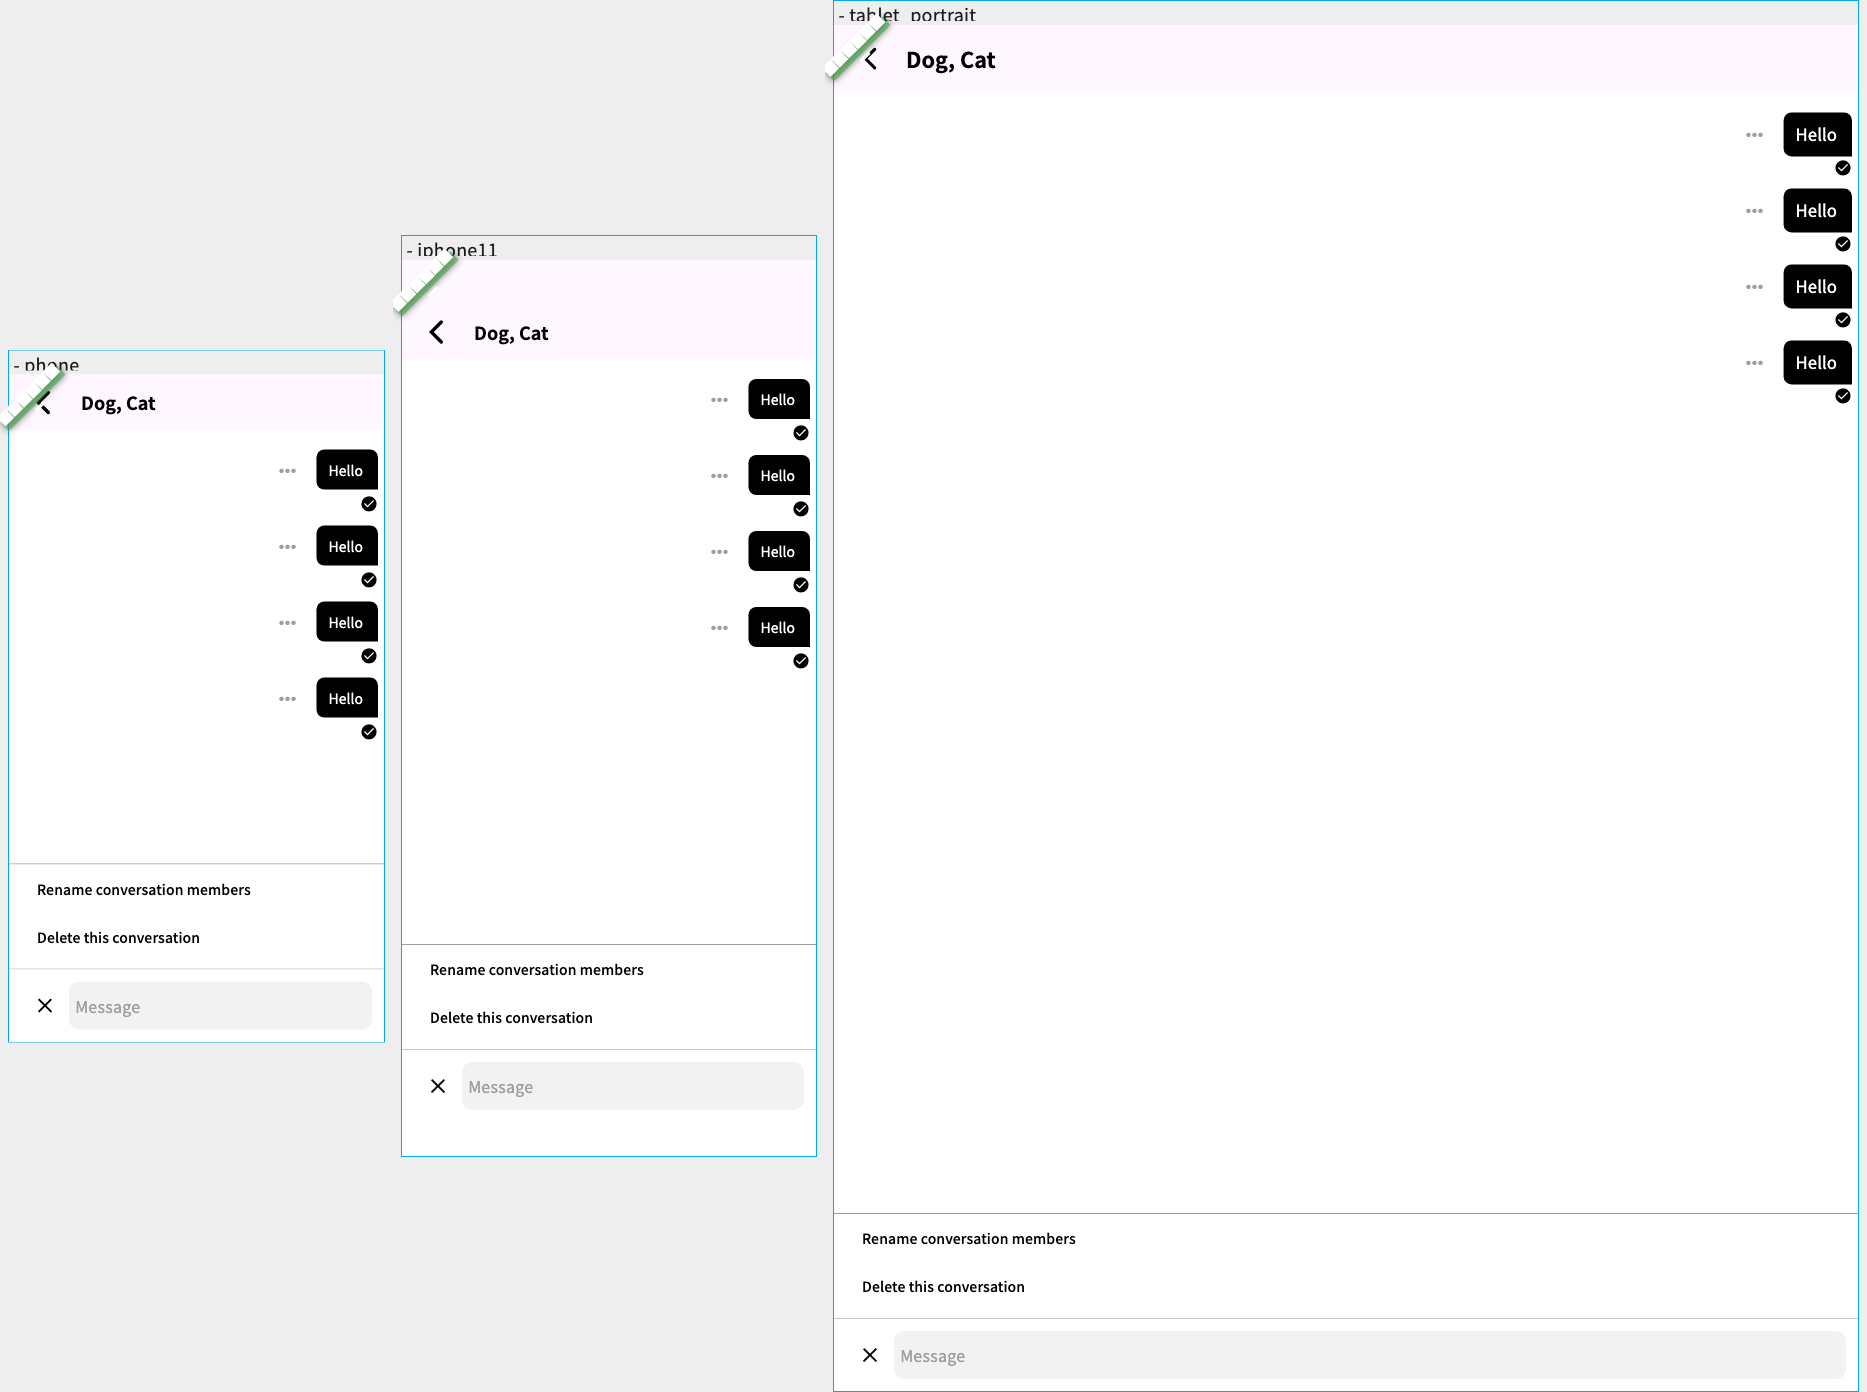 - phone
Dog, Cat
Hello
Hello
Hello
Hello
Rename conversation members
Delete this conversation
Message
- iphone11
Dog, Cat
Hello
Hello
Hello
Hello
Rename conversation members
Delete this conversation
Message
- tablet_portrait
Dog, Cat
Hello
Hello
Hello
Hello
Rename conversation members
Delete this conversation
Message